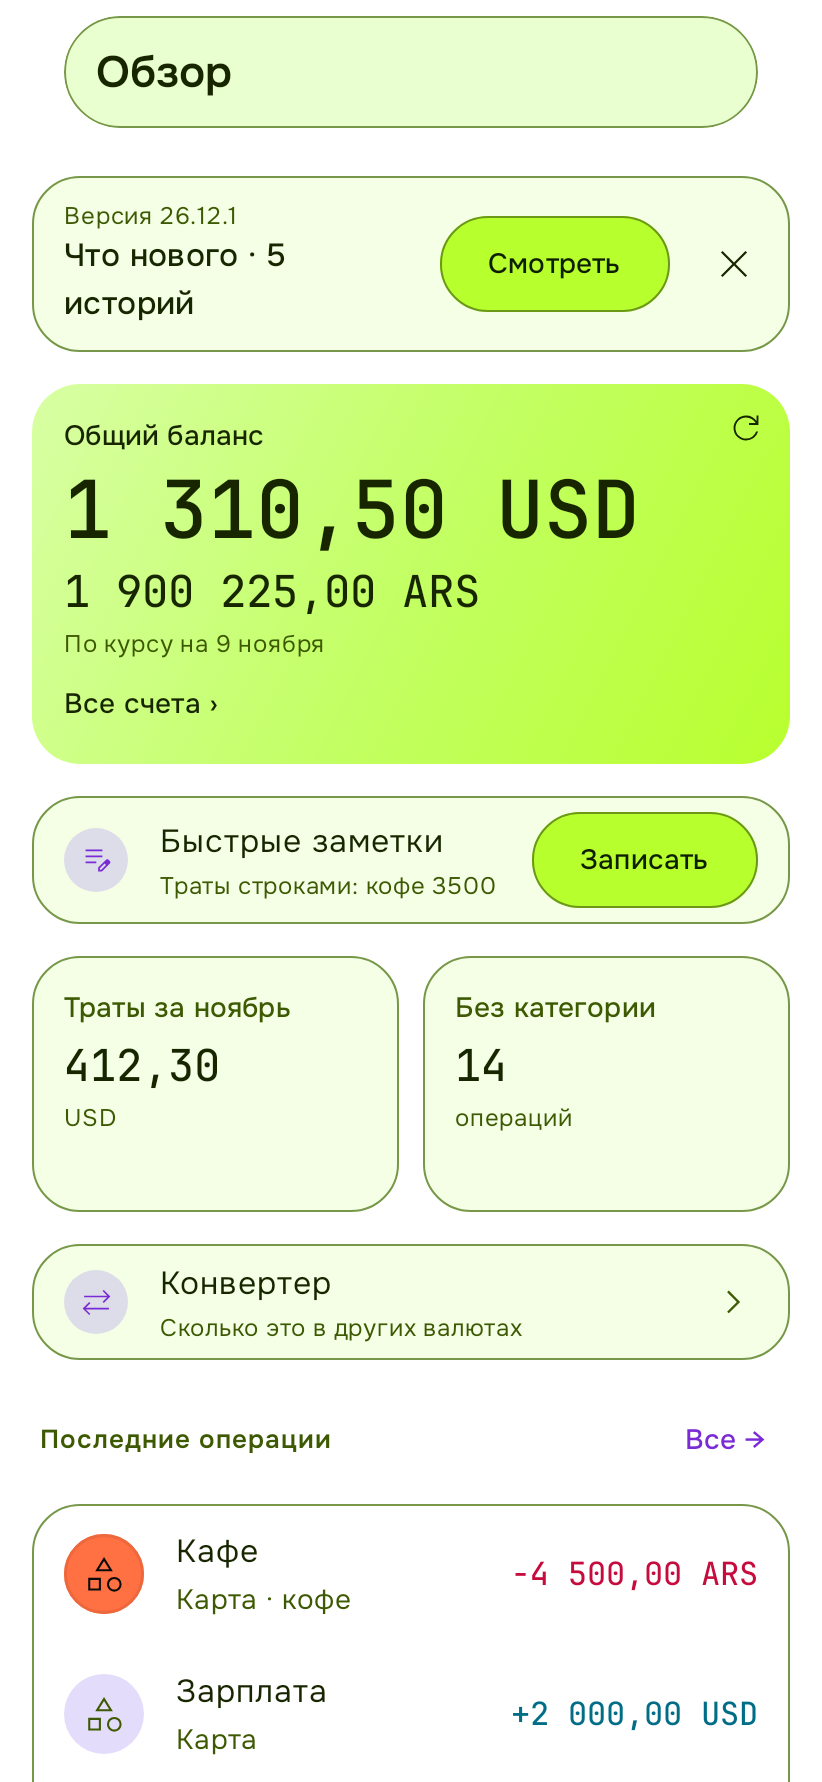 Обзор
Версия 26.12.1
Что нового · 5
историй
Смотреть
Общий баланс
1 310,50 USD
1 900 225,00 ARS
По курсу на 9 ноября
Все счета ›
Быстрые заметки
Траты строками: кофе 3500
Записать
Траты за ноябрь
412,30
USD
Без категории
14
операций
Конвертер
Сколько это в других валютах
Последние операции
Все →
Кафе
Карта · кофе
-4 500,00 ARS
Зарплата
Карта
+2 000,00 USD